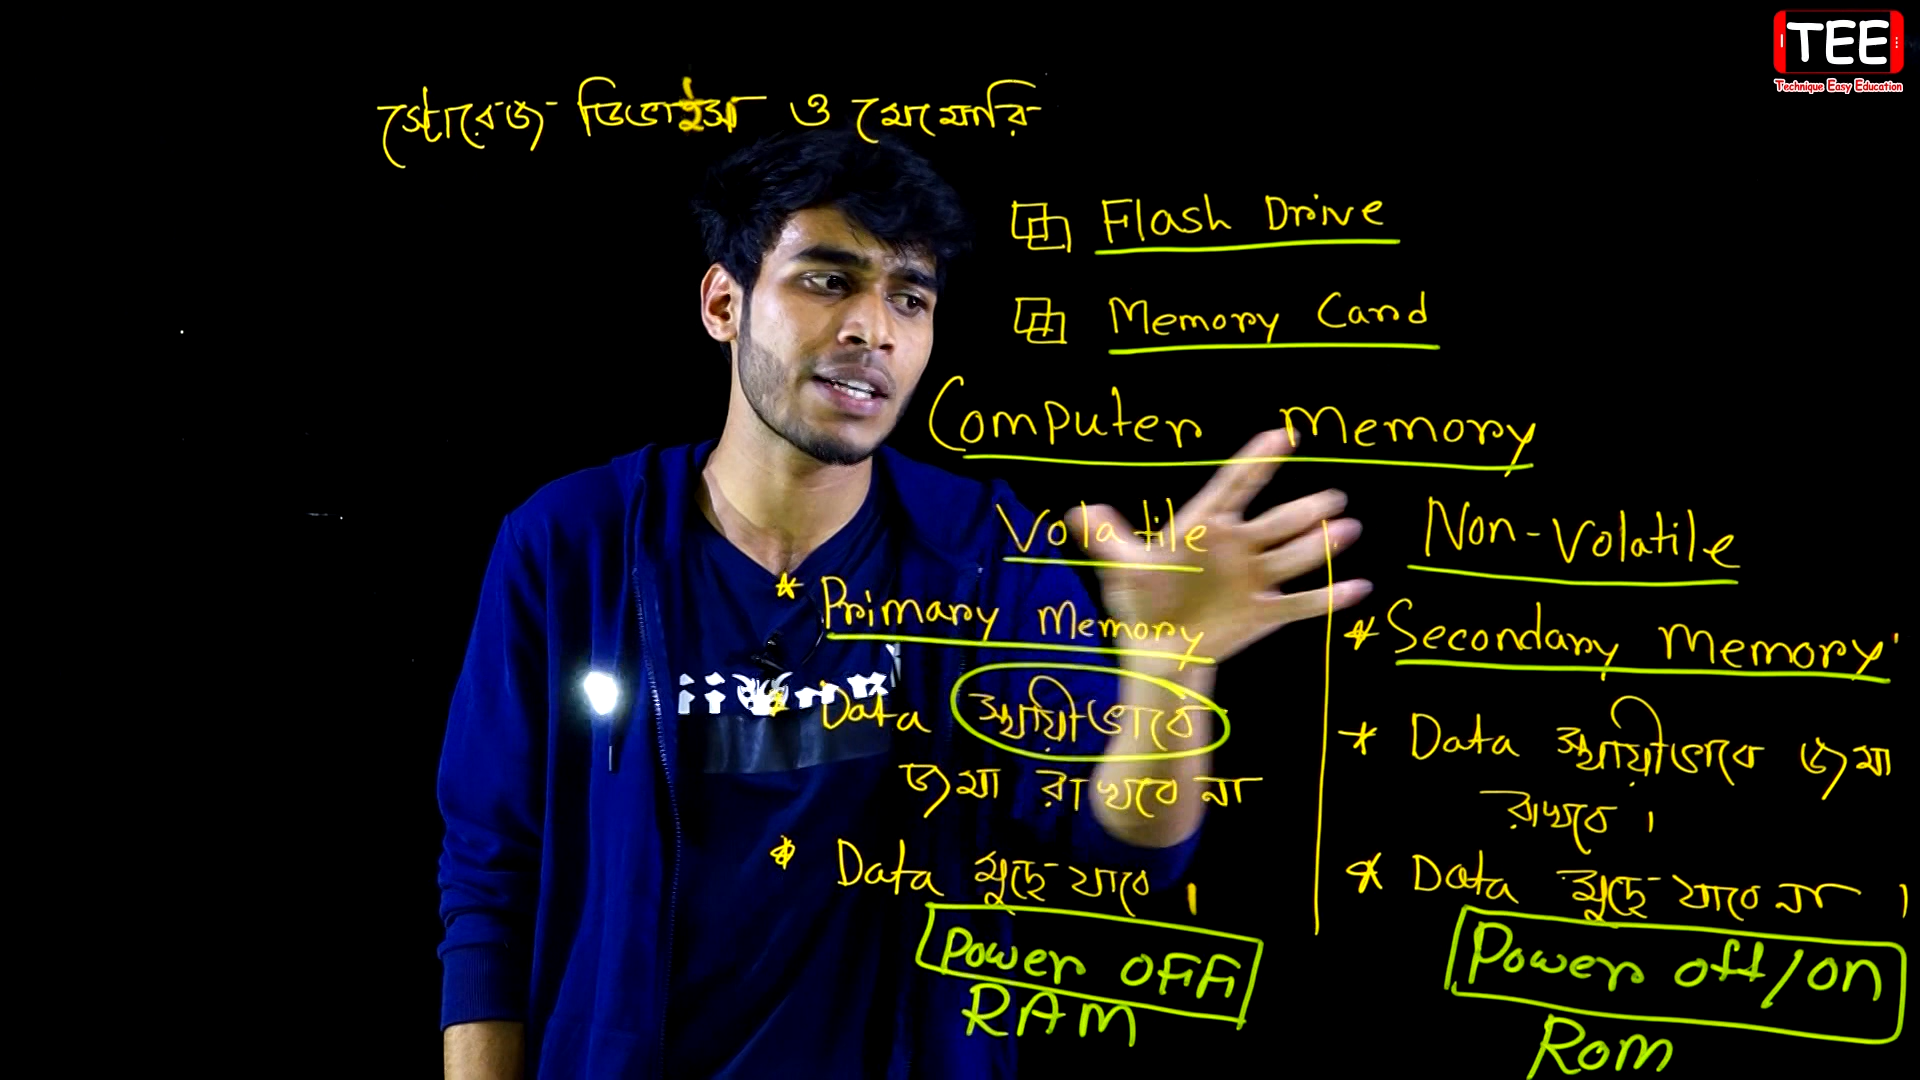 TEE
Technique Easy Education
স্টোরেজ ডিভাইস ও মেমোরি
Flash Drive
Memory Card
Computer Memory
Volatile
* Primary Memory
* Data স্থায়ীভাবে
জমা রাখবে না
* Data মুছে যাবে ।
Power OFF
RAM
Non-Volatile
* Secondary Memory
* Data স্থায়ীভাবে জমা
রাখবে ।
* Data মুছে যাবে না ।
Power off/on
Rom